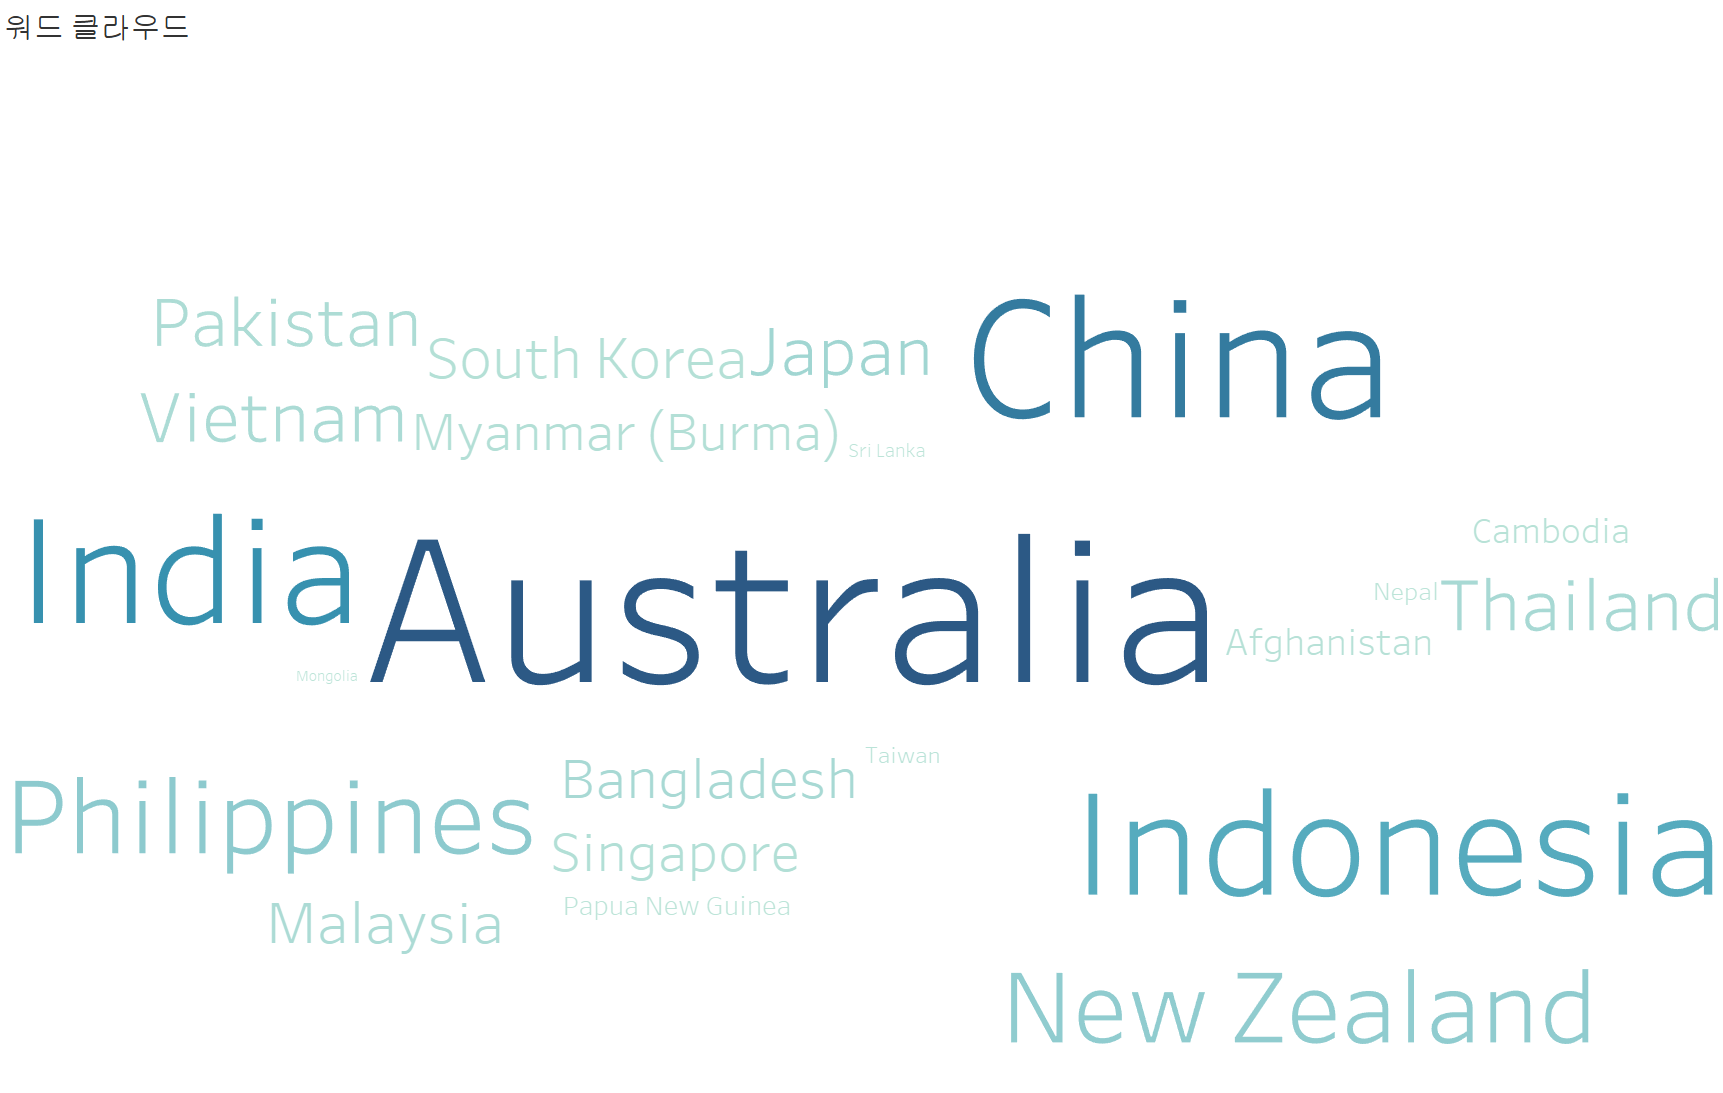 워드 클라우드
Pakistan
South Korea
Japan
China
Vietnam
Myanmar (Burma)
Sri Lanka
India
Australia
Cambodia
Nepal
Thailand
Afghanistan
Mongolia
Philippines
Bangladesh
Taiwan
Indonesia
Singapore
Malaysia
Papua New Guinea
New Zealand